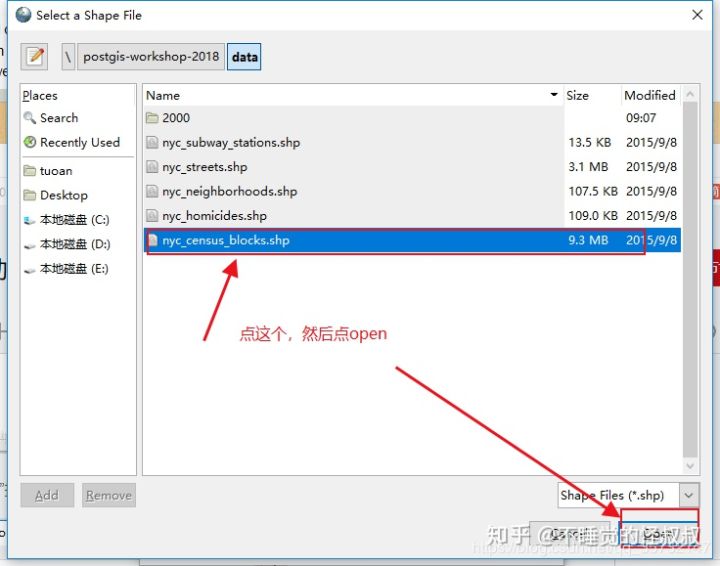 Select a Shape File
\ postgis-workshop-2018 data
Places
Search
Recently Used
tuoan
Desktop
本地磁盘 (C:)
本地磁盘 (D:)
本地磁盘 (E:)
Name Size Modified
2000 09:07
nyc_subway_stations.shp 13.5 KB 2015/9/8
nyc_streets.shp 3.1 MB 2015/9/8
nyc_neighborhoods.shp 107.5 KB 2015/9/8
nyc_homicides.shp 109.0 KB 2015/9/8
nyc_census_blocks.shp 9.3 MB 2015/9/8
点这个，然后点open
Add Remove
Shape Files (*.shp)
知乎 @不睡觉的怪叔叔